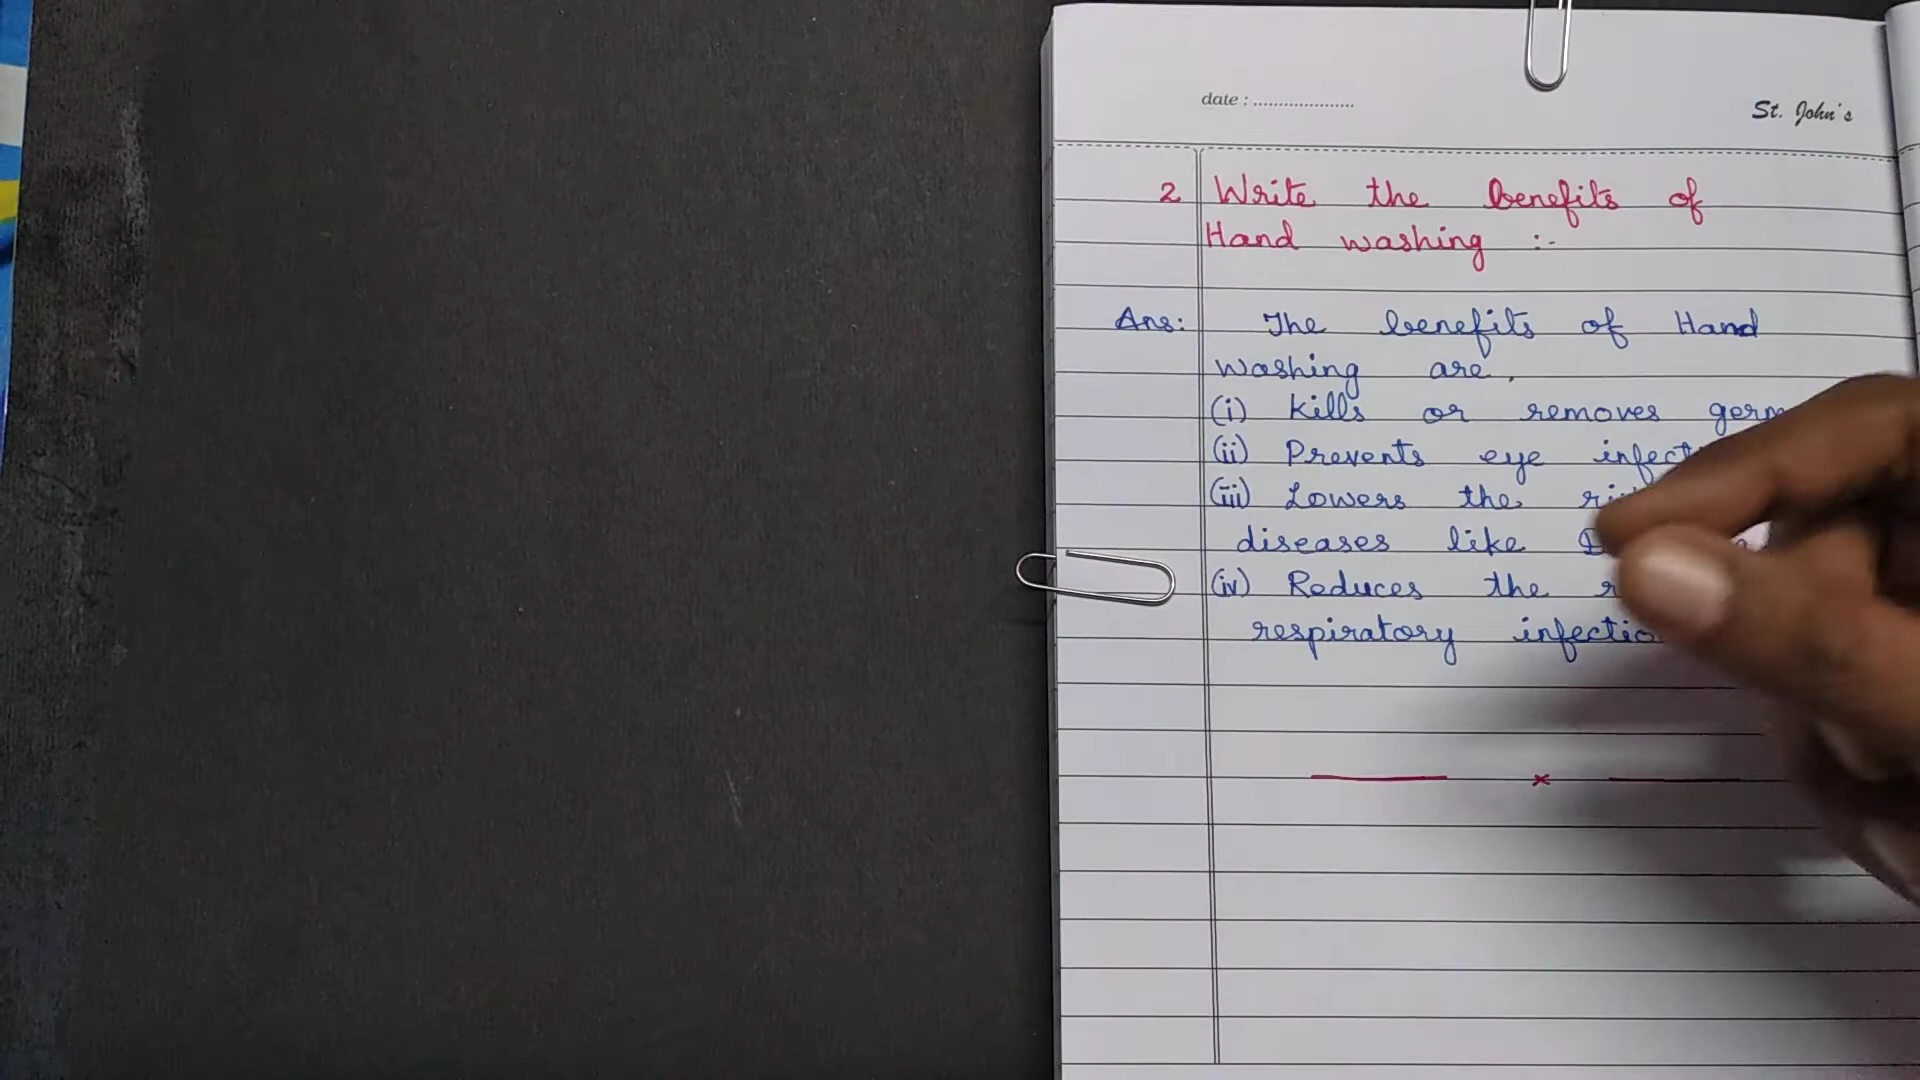 date : ....................
St. John's
2 Write the benefits of
Hand washing :-
Ans: The benefits of Hand
washing are.
(i) Kills or removes
(ii) Prevents eye
(iii) Lowers the
diseases like
(iv) Reduces the
respiratory